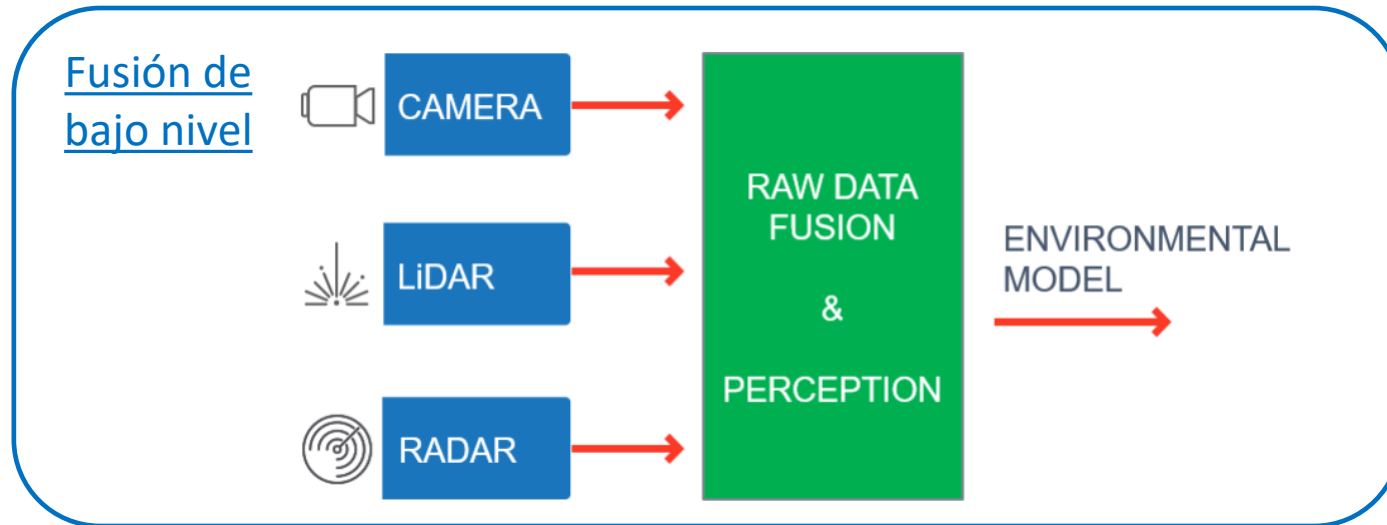 Fusión de
bajo nivel
CAMERA
LiDAR
RADAR
RAW DATA
FUSION
&
PERCEPTION
ENVIRONMENTAL
MODEL